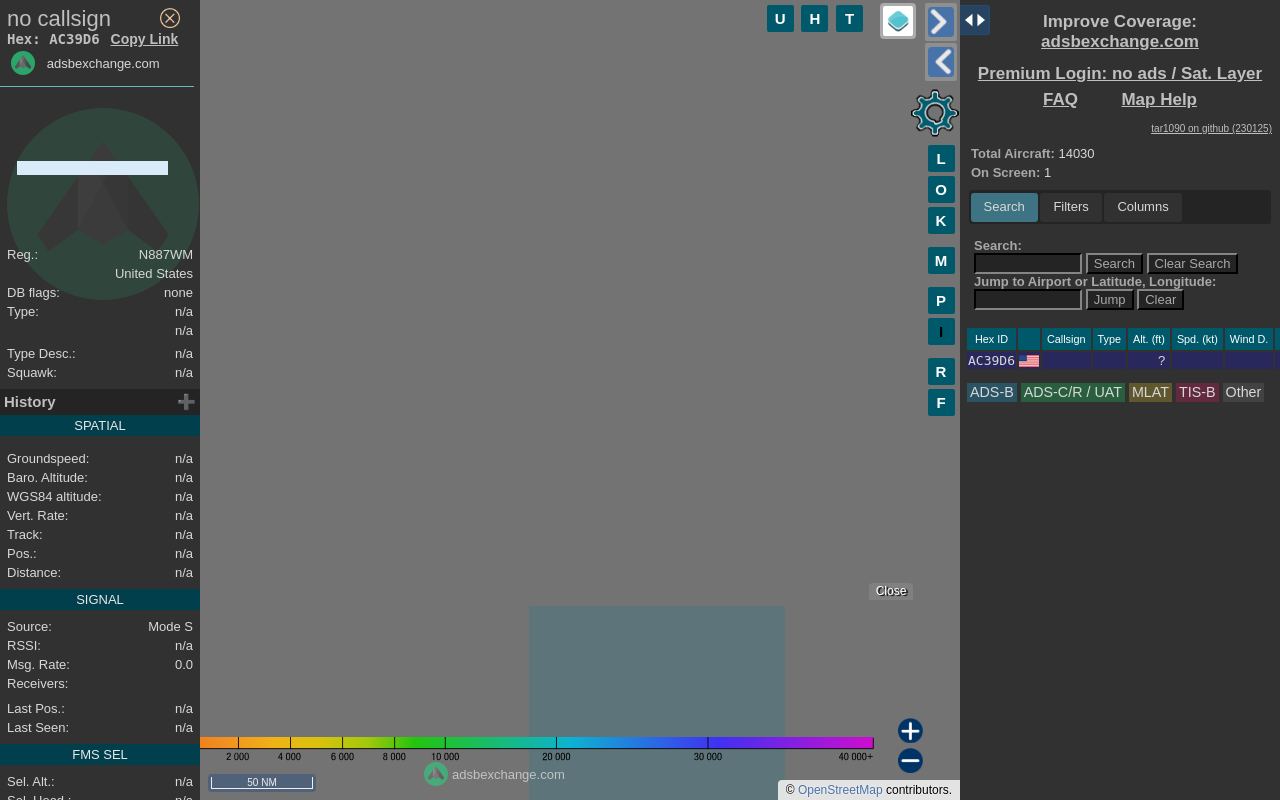 no callsign
Hex: AC39D6 Copy Link
adsbexchange.com
Reg.: N887WM
United States
DB flags: none
Type: n/a
n/a
Type Desc.: n/a
Squawk: n/a
History
SPATIAL
Groundspeed: n/a
Baro. Altitude: n/a
WGS84 altitude: n/a
Vert. Rate: n/a
Track: n/a
Pos.: n/a
Distance: n/a
SIGNAL
Source: Mode S
RSSI: n/a
Msg. Rate: 0.0
Receivers:
Last Pos.: n/a
Last Seen: n/a
FMS SEL
Sel. Alt.: n/a
Sel. Head.: n/a
U H T
L
O
K
M
P
I
R
F
Close
2 000 4 000 6 000 8 000 10 000 20 000 30 000 40 000+
adsbexchange.com
50 NM
© OpenStreetMap contributors.
Improve Coverage:
adsbexchange.com
Premium Login: no ads / Sat. Layer
FAQ Map Help
tar1090 on github (230125)
Total Aircraft: 14030
On Screen: 1
Search Filters Columns
Search:
Search Clear Search
Jump to Airport or Latitude, Longitude:
Jump Clear
Hex ID Callsign Type Alt. (ft) Spd. (kt) Wind D.
AC39D6 ?
ADS-B ADS-C/R / UAT MLAT TIS-B Other